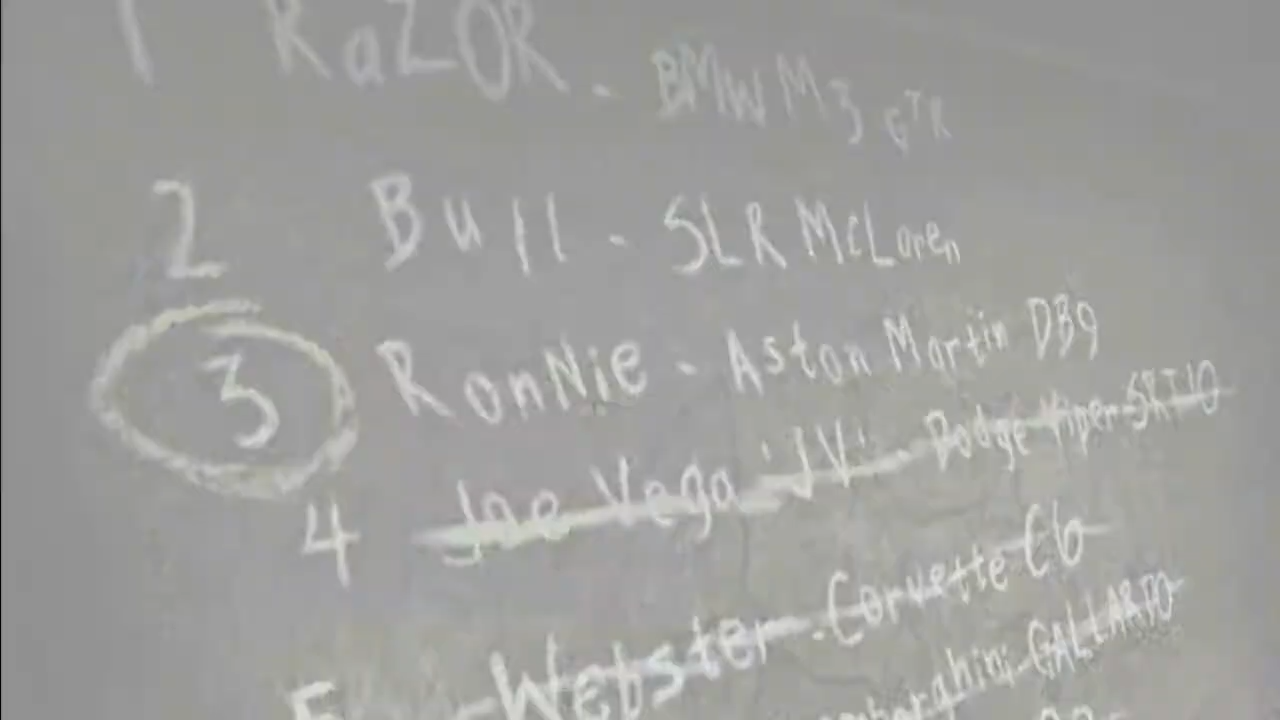 1 RaZOR - BMW M3 GTR
2 Bull - SLR McLaren
3 RonNie - Aston Martin DB9
4 Joe Vega 'JV' - Dodge Viper SRT10
5 Webster - Corvette C6
GALLARDO